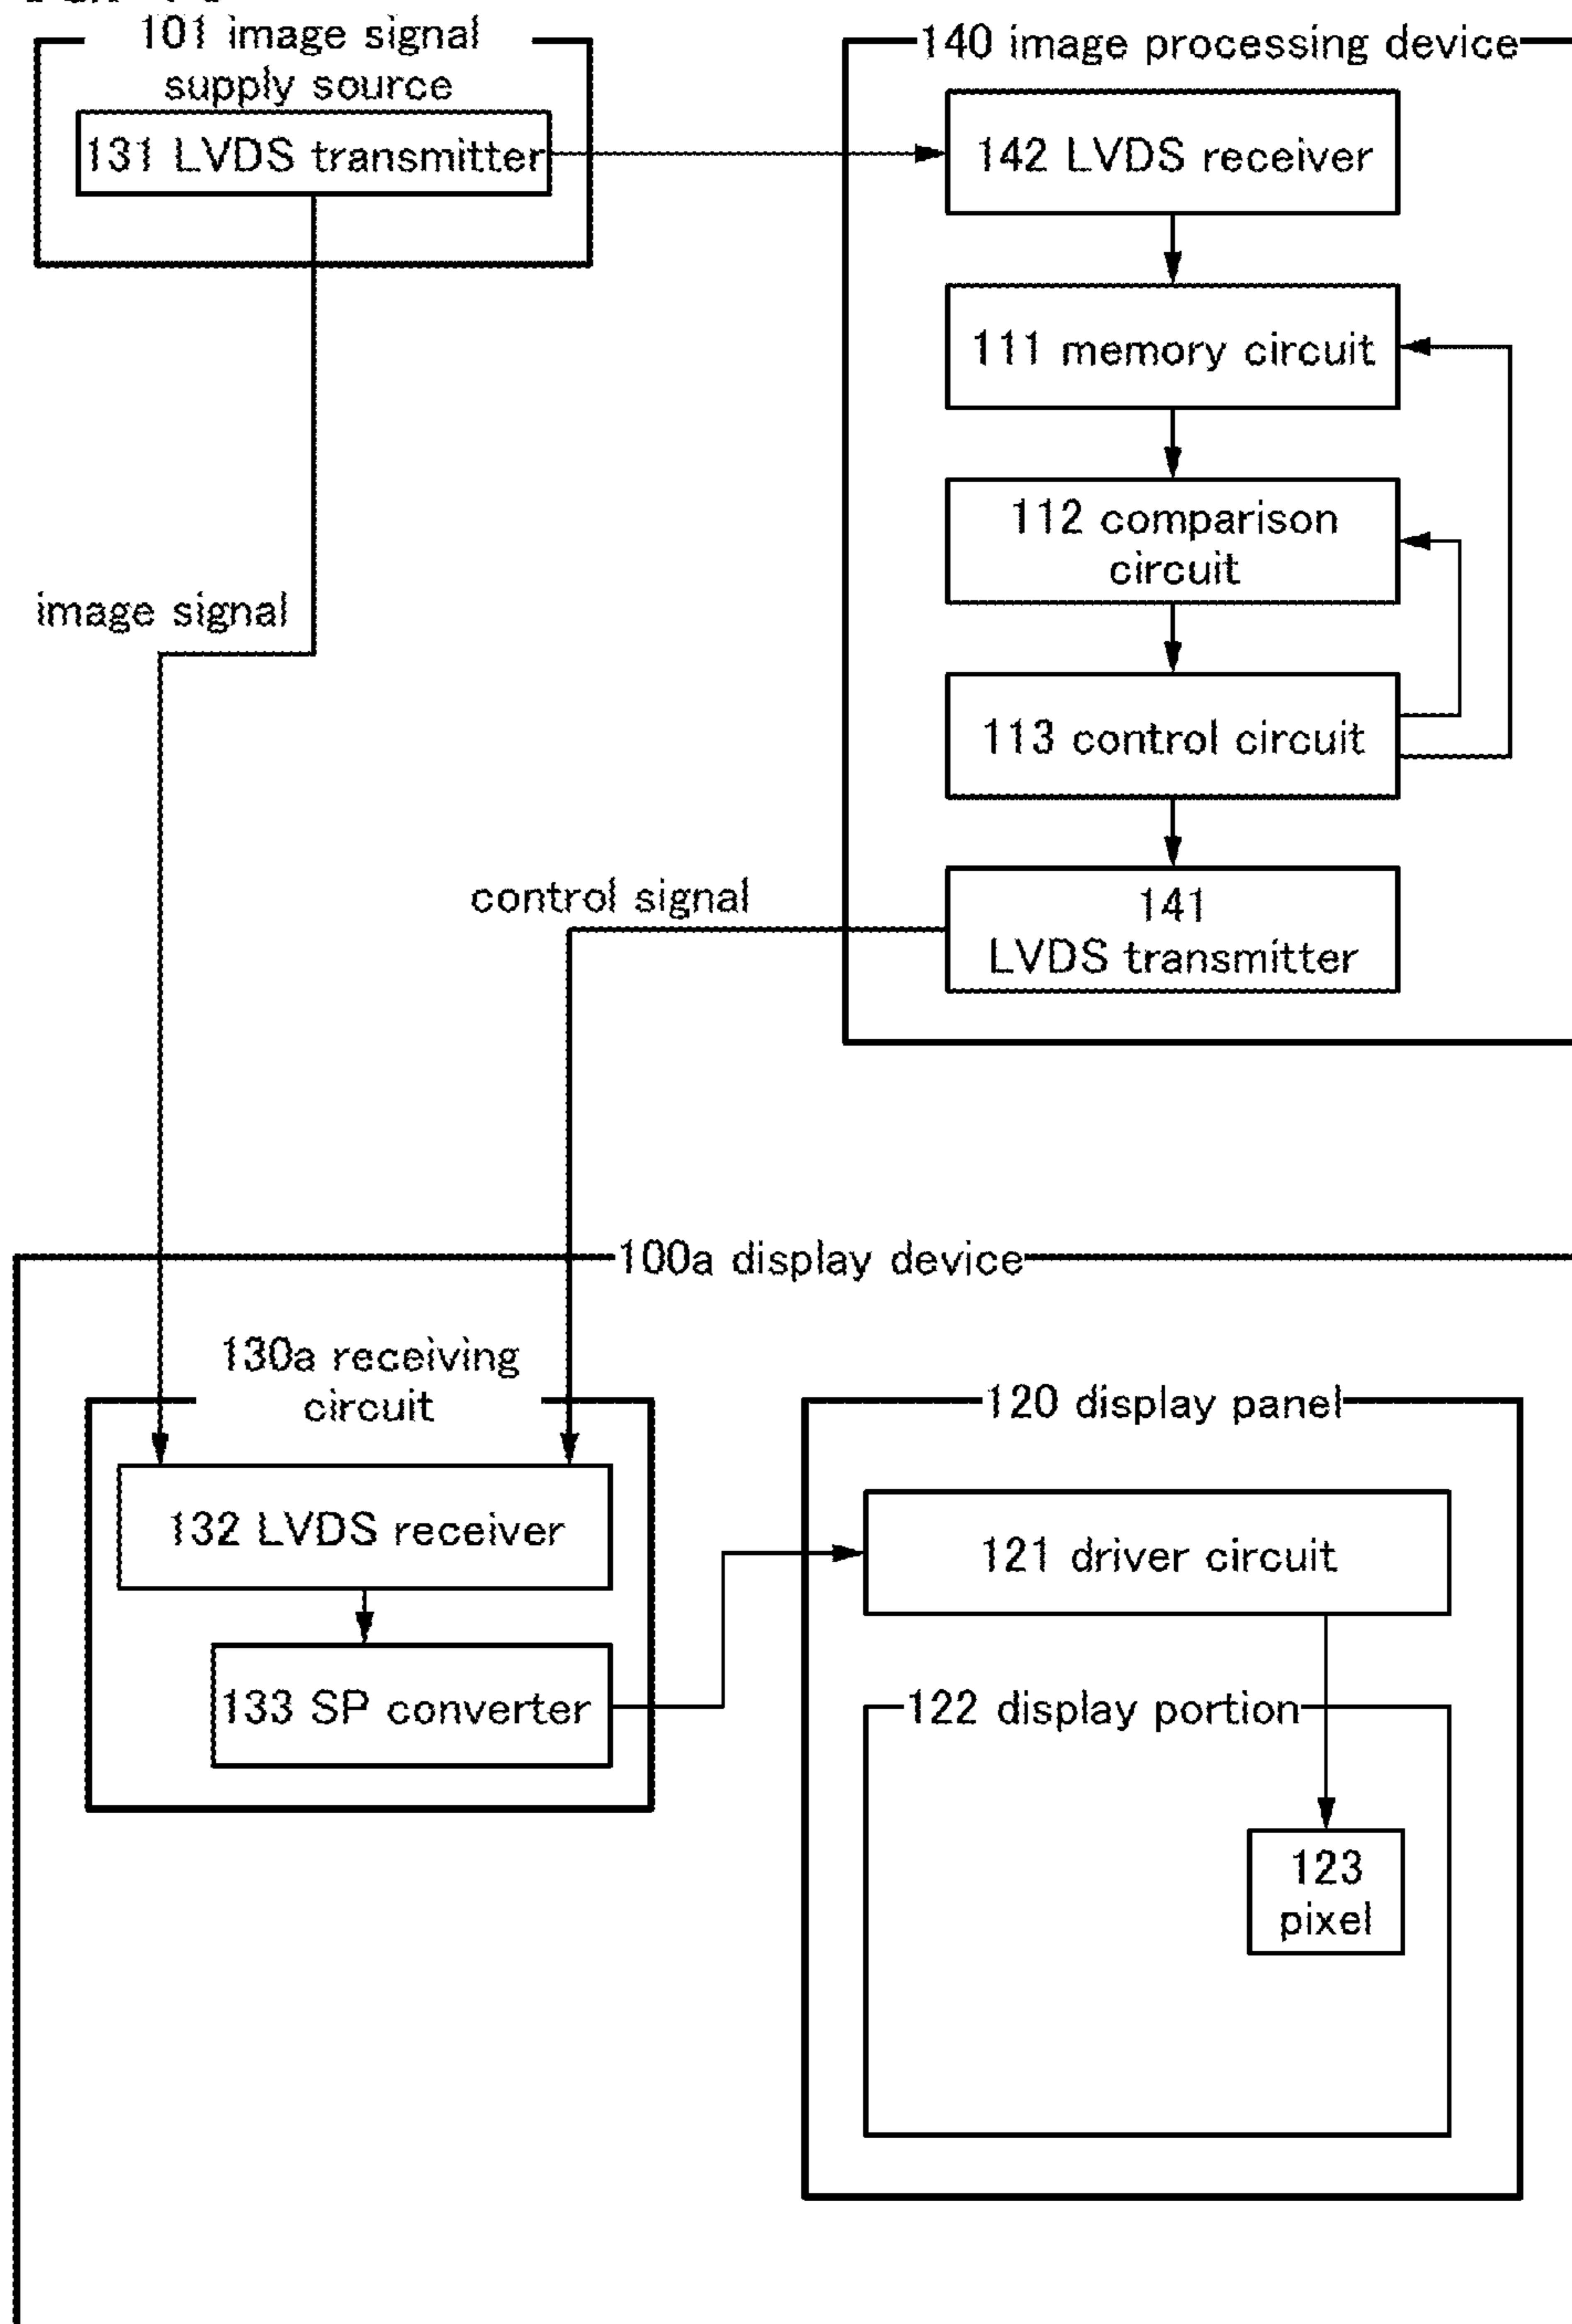 101 image signal
supply source
131 LVDS transmitter
140 image processing device
142 LVDS receiver
111 memory circuit
112 comparison
circuit
113 control circuit
141
LVDS transmitter
image signal
control signal
100a display device
130a receiving
circuit
132 LVDS receiver
133 SP converter
120 display panel
121 driver circuit
122 display portion
123
pixel